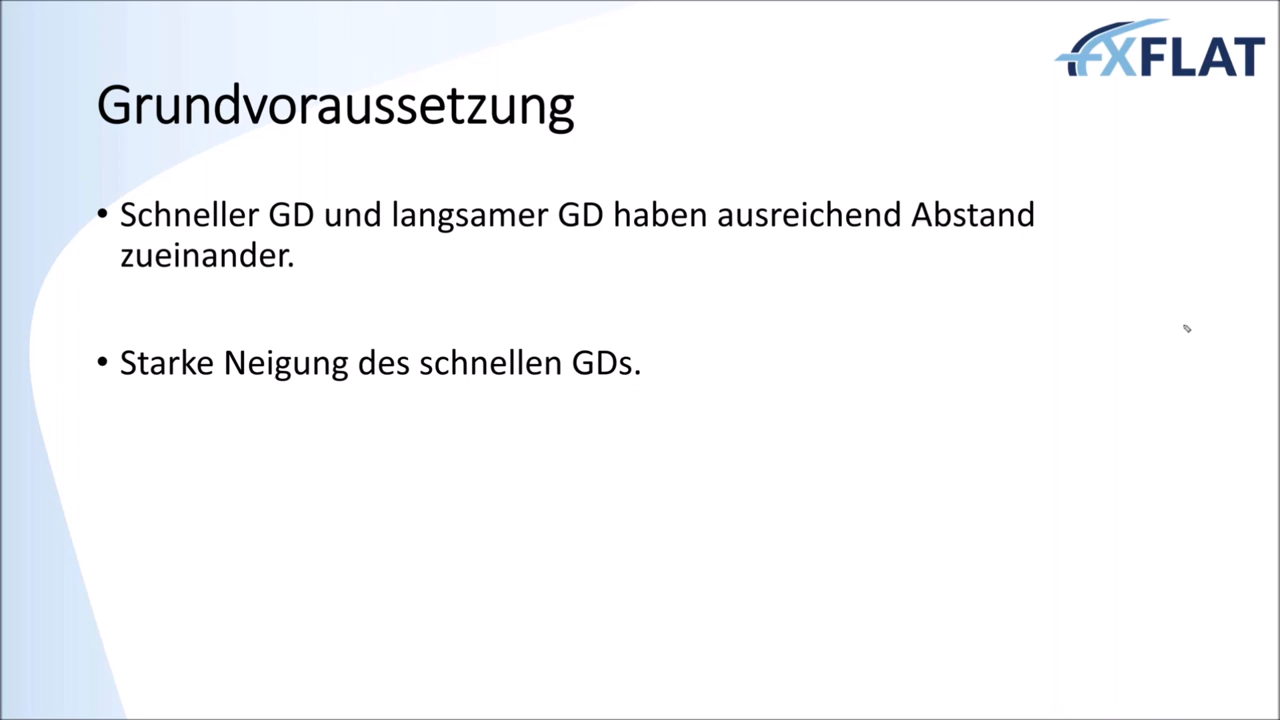 FXFLAT
Grundvoraussetzung
• Schneller GD und langsamer GD haben ausreichend Abstand
zueinander.
• Starke Neigung des schnellen GDs.